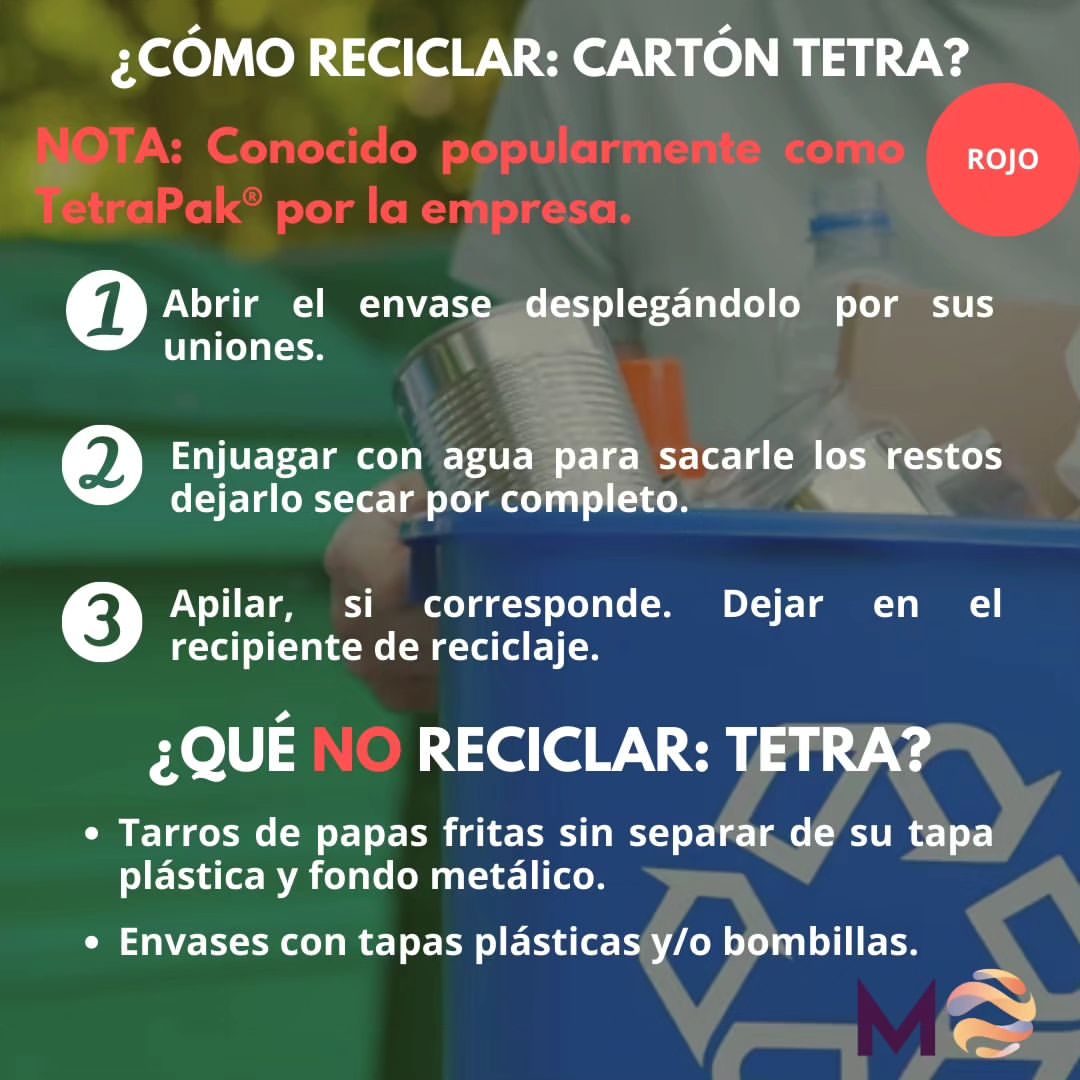 ¿CÓMO RECICLAR: CARTÓN TETRA?
NOTA: Conocido popularmente como
TetraPak® por la empresa.
ROJO
1
Abrir el envase desplegándolo por sus
uniones.
2
Enjuagar con agua para sacarle los restos
dejarlo secar por completo.
3
Apilar, si corresponde. Dejar en el
recipiente de reciclaje.
¿QUÉ NO RECICLAR: TETRA?
• Tarros de papas fritas sin separar de su tapa
plástica y fondo metálico.
• Envases con tapas plásticas y/o bombillas.
M